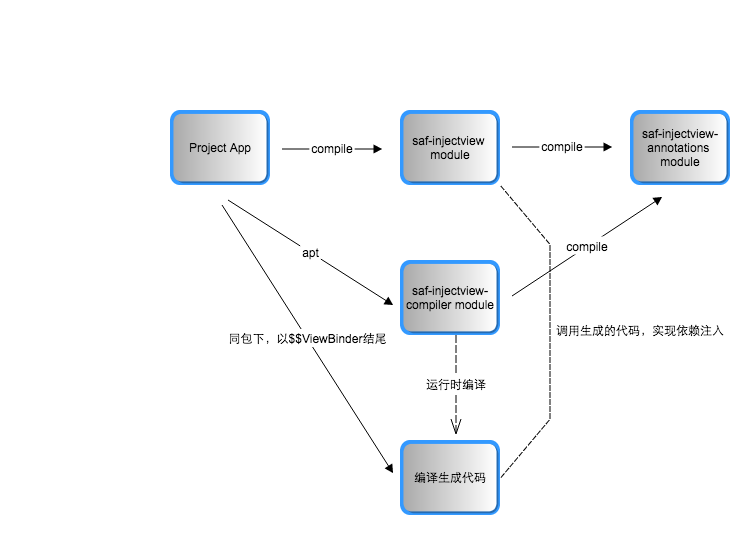 Project App
compile
saf-injectview
module
compile
saf-injectview-
annotations
module
apt
compile
saf-injectview-
compiler module
同包下，以$$ViewBinder结尾
调用生成的代码，实现依赖注入
运行时编译
编译生成代码